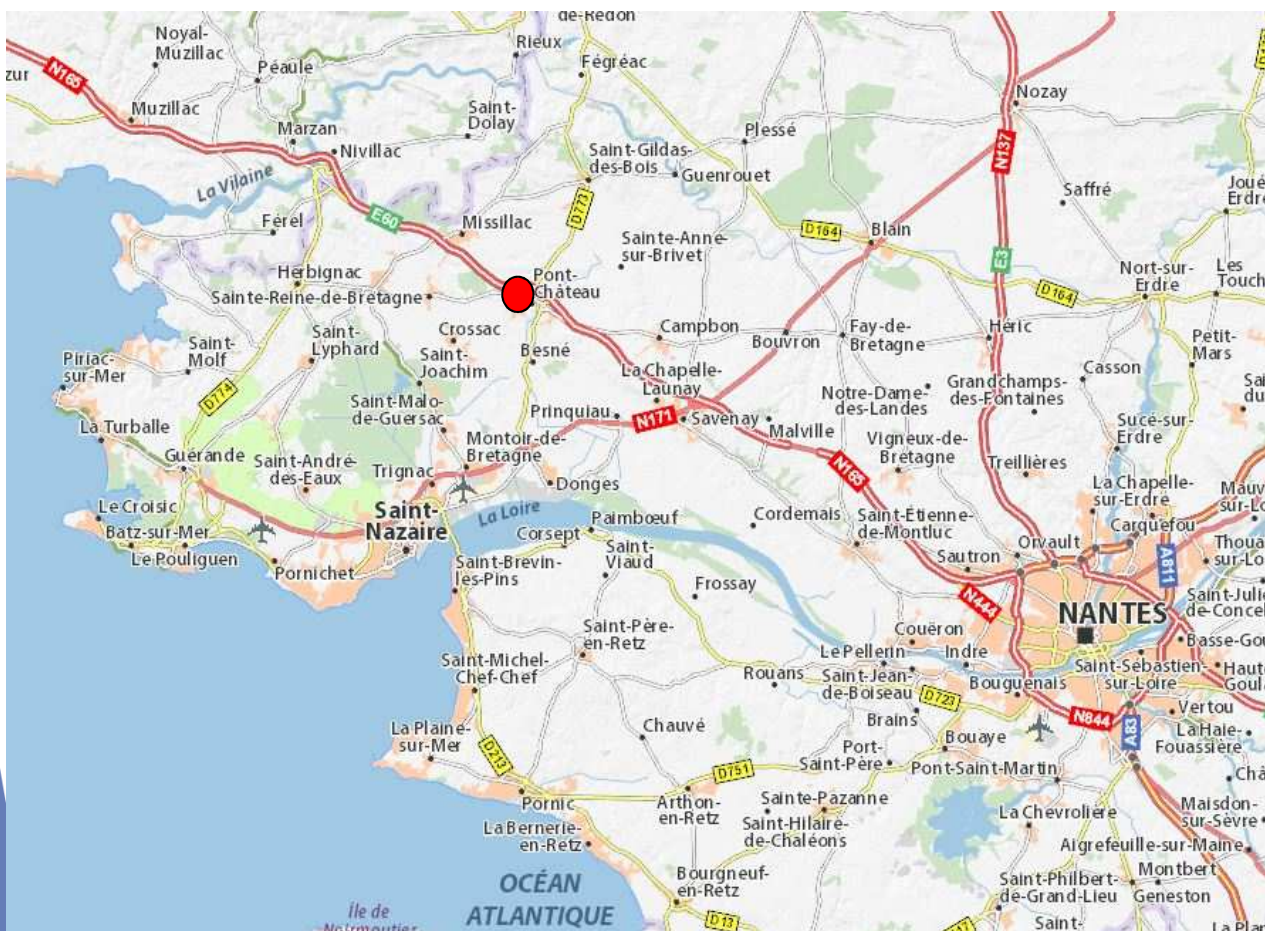 de-Redon
Noyal-
Muzillac
Rieux
Péaule
Fégréac
zur
N165
Muzillac
Saint-
Dolay
Nozay
Marzan
Nivillac
Plessé
N137
Saint-Gildas-
des-Bois
Guenrouet
La Vilaine
Saffré
Joué
Erdre
Férel
E60
Missillac
D773
D164
Blain
Sainte-Anne-
sur-Brivet
E3
Herbignac
Pont-
Château
Nort-sur-
Erdre
Les
Touch
Sainte-Reine-de-Bretagne
D164
Crossac
Campbon
Bouvron
Fay-de-
Bretagne
Héric
Saint-
Molf
Saint-
Lyphard
Saint-
Joachim
Besné
Petit-
Mars
Piriac-
sur-Mer
La Chapelle-
Launay
Casson
D774
Saint-Malo-
de-Guersac
Prinquiau
N171
Savenay
Malville
Notre-Dame-
des-Landes
Grandchamps-
des-Fontaines
Sai
du
La Turballe
Montoir-de-
Bretagne
Vigneux-de-
Bretagne
Sucé-sur-
Erdre
Guérande
Saint-André-
des-Eaux
Trignac
Donges
N165
Treillières
La Chapelle-
sur-Erdre
Mauv
sur-Lo
Le Croisic
Batz-sur-Mer
Le Pouliguen
Pornichet
Saint-
Nazaire
La Loire
Corsept
Paimbœuf
Cordemais
Saint-Étienne-
de-Montluc
Orvault
Carquefou
Sautron
A811
Thoua
sur-Lo
Saint-Brevin-
les-Pins
Saint-
Viaud
Frossay
N444
NANTES
Saint-Julie
de-Concel
Saint-Père-
en-Retz
Couëron
Basse-Gou
Saint-Michel-
Chef-Chef
Rouans
Le Pellerin
Indre
Saint-Sébastien-
sur-Loire
Haute
Goula
Saint-Jean-
de-Boiseau
D723
Bouguenais
Vertou
La Plaine-
sur-Mer
Chauvé
Brains
N844
A83
La Haie-
Fouassière
D213
Port-
Saint-Père
Bouaye
Pont-Saint-Martin
D751
Châ
Pornic
Arthon-
en-Retz
Sainte-Pazanne
Saint-Hilaire-
de-Chaléons
La Chevrolière
Maisdon-
sur-Sèvre
La Bernerie-
en-Retz
Aigrefeuille-sur-Maine
Bourgneuf-
en-Retz
Saint-Philbert-
de-Grand-Lieu
Montbert
Geneston
OCÉAN
ATLANTIQUE
Île de
Noirmoutier
D13
Saint-
La Plan